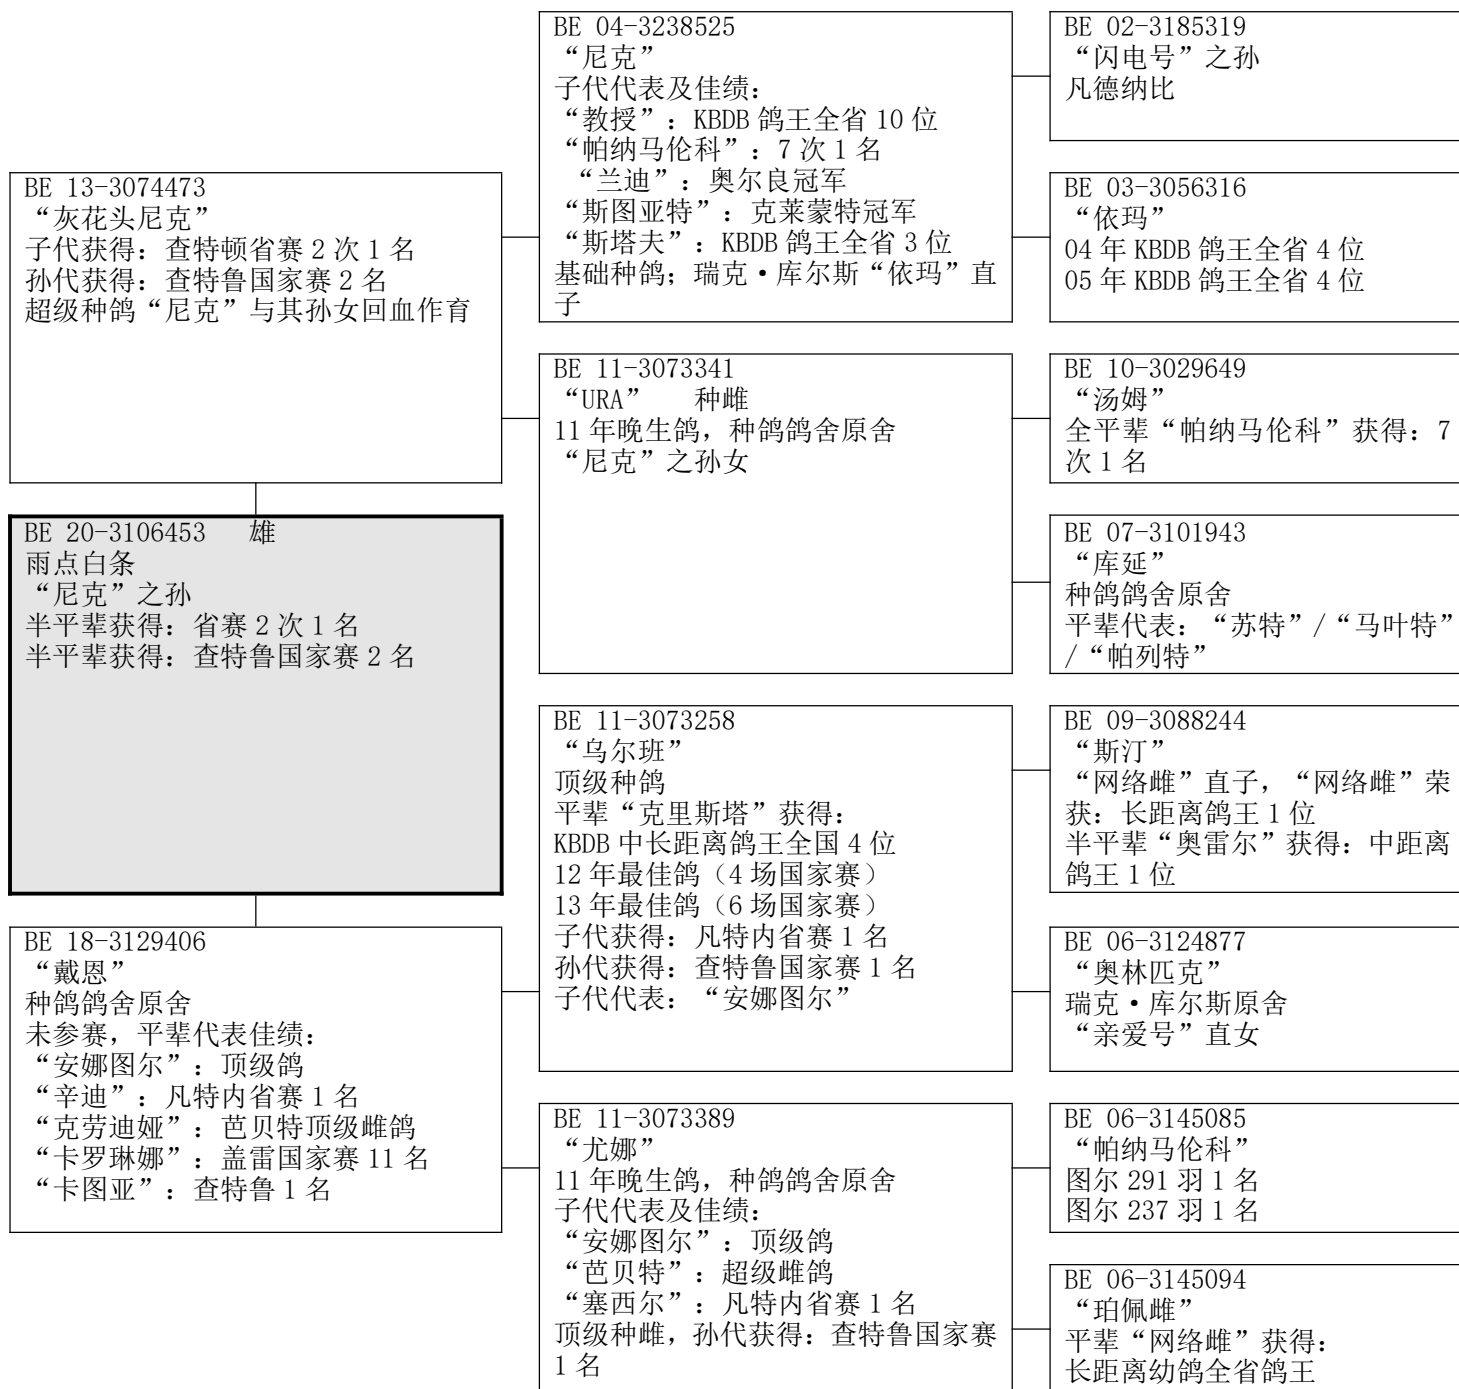 BE 04-3238525
“尼克”
子代代表及佳绩：
“教授”：KBDB 鸽王全省 10 位
“帕纳马伦科”：7 次 1 名
“兰迪”：奥尔良冠军
“斯图亚特”：克莱蒙特冠军
“斯塔夫”：KBDB 鸽王全省 3 位
基础种鸽；瑞克·库尔斯“依玛”直
子
BE 02-3185319
“闪电号”之孙
凡德纳比
BE 13-3074473
“灰花头尼克”
子代获得：查特顿省赛 2 次 1 名
孙代获得：查特鲁国家赛 2 名
超级种鸽“尼克”与其孙女回血作育
BE 03-3056316
“依玛”
04 年 KBDB 鸽王全省 4 位
05 年 KBDB 鸽王全省 4 位
BE 11-3073341
“URA” 种雌
11 年晚生鸽，种鸽鸽舍原舍
“尼克”之孙女
BE 10-3029649
“汤姆”
全平辈“帕纳马伦科”获得：7
次 1 名
BE 20-3106453 雄
雨点白条
“尼克”之孙
半平辈获得：省赛 2 次 1 名
半平辈获得：查特鲁国家赛 2 名
BE 07-3101943
“库延”
种鸽鸽舍原舍
平辈代表：“苏特”/“马叶特”
/“帕列特”
BE 11-3073258
“乌尔班”
顶级种鸽
平辈“克里斯塔”获得：
KBDB 中长距离鸽王全国 4 位
12 年最佳鸽（4 场国家赛）
13 年最佳鸽（6 场国家赛）
子代获得：凡特内省赛 1 名
孙代获得：查特鲁国家赛 1 名
子代代表：“安娜图尔”
BE 09-3088244
“斯汀”
“网络雌”直子，“网络雌”荣
获：长距离鸽王 1 位
半平辈“奥雷尔”获得：中距离
鸽王 1 位
BE 18-3129406
“戴恩”
种鸽鸽舍原舍
未参赛，平辈代表佳绩：
“安娜图尔”：顶级鸽
“辛迪”：凡特内省赛 1 名
“克劳迪娅”：芭贝特顶级雌鸽
“卡罗琳娜”：盖雷国家赛 11 名
“卡图亚”：查特鲁 1 名
BE 06-3124877
“奥林匹克”
瑞克·库尔斯原舍
“亲爱号”直女
BE 11-3073389
“尤娜”
11 年晚生鸽，种鸽鸽舍原舍
子代代表及佳绩：
“安娜图尔”：顶级鸽
“芭贝特”：超级雌鸽
“塞西尔”：凡特内省赛 1 名
顶级种雌，孙代获得：查特鲁国家赛
1 名
BE 06-3145085
“帕纳马伦科”
图尔 291 羽 1 名
图尔 237 羽 1 名
BE 06-3145094
“珀佩雌”
平辈“网络雌”获得：
长距离幼鸽全省鸽王